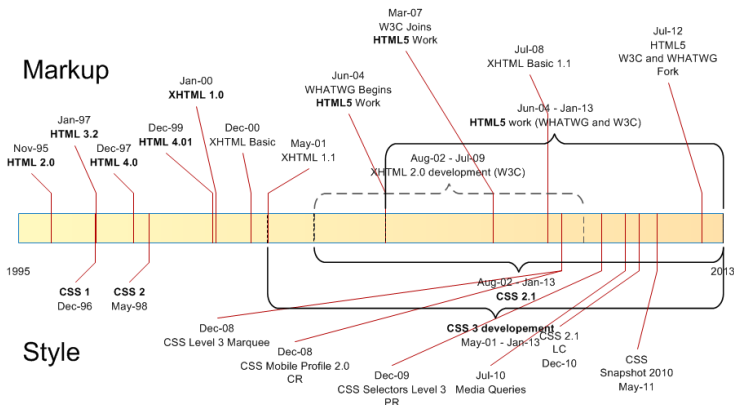 Markup
Nov-95
HTML 2.0
Jan-97
HTML 3.2
Dec-97
HTML 4.0
Dec-99
HTML 4.01
Jan-00
XHTML 1.0
Dec-00
XHTML Basic
May-01
XHTML 1.1
Jun-04
WHATWG Begins
HTML5 Work
Mar-07
W3C Joins
HTML5 Work
Jul-08
XHTML Basic 1.1
Jul-12
HTML5
W3C and WHATWG
Fork
Jun-04 - Jan-13
HTML5 work (WHATWG and W3C)
Aug-02 - Jul-09
XHTML 2.0 development (W3C)
1995
2013
CSS 1
Dec-96
CSS 2
May-98
Aug-02 - Jan-13
CSS 2.1
CSS 3 developement
May-01 - Jan-13
Style
Dec-08
CSS Level 3 Marquee
Dec-08
CSS Mobile Profile 2.0
CR
Dec-09
CSS Selectors Level 3
PR
Jul-10
Media Queries
CSS 2.1
LC
Dec-10
CSS
Snapshot 2010
May-11